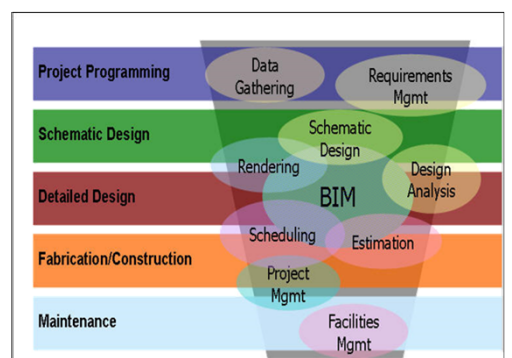 Project Programming
Data
Gathering
Requirements
Mgmt
Schematic Design
Schematic
Design
Rendering
Design
Analysis
Detailed Design
BIM
Scheduling
Estimation
Fabrication/Construction
Project
Mgmt
Maintenance
Facilities
Mgmt